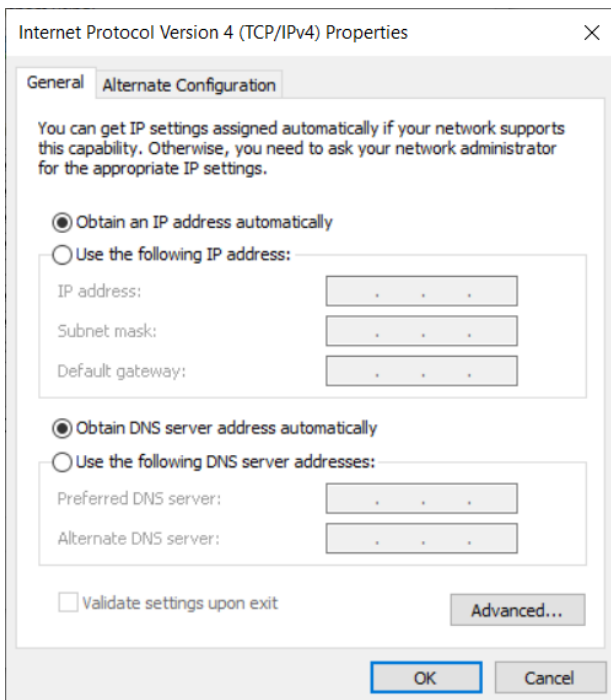 Internet Protocol Version 4 (TCP/IPv4) Properties
General
Alternate Configuration
You can get IP settings assigned automatically if your network supports
this capability. Otherwise, you need to ask your network administrator
for the appropriate IP settings.
Obtain an IP address automatically
Use the following IP address:
IP address:
Subnet mask:
Default gateway:
Obtain DNS server address automatically
Use the following DNS server addresses:
Preferred DNS server:
Alternate DNS server:
Validate settings upon exit
Advanced...
OK
Cancel